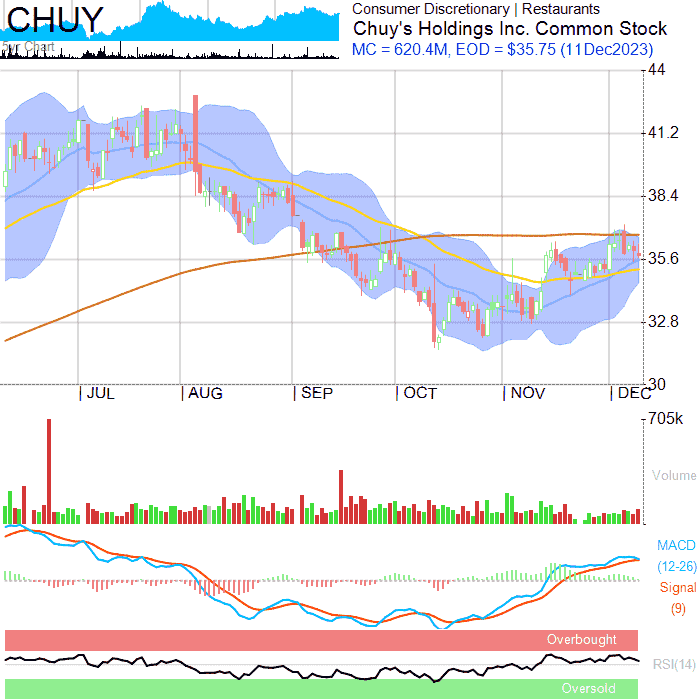 CHUY
5yr Chart
Consumer Discretionary | Restaurants
Chuy's Holdings Inc. Common Stock
MC = 620.4M, EOD = $35.75 (11Dec2023)
44
41.2
38.4
35.6
32.8
30
JUL
AUG
SEP
OCT
NOV
DEC
705k
Volume
MACD
(12-26)
Signal
(9)
Overbought
RSI(14)
Oversold